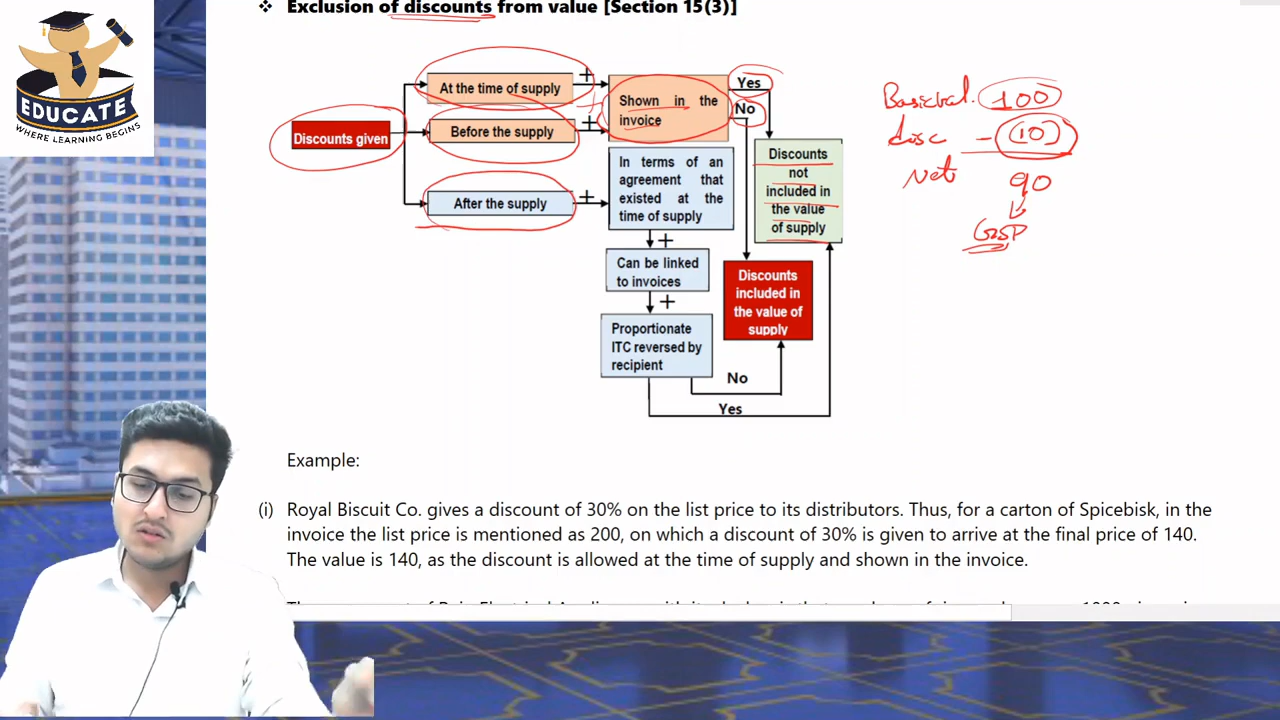 ❖ Exclusion of discounts from value [Section 15(3)]
EDUCATE
WHERE LEARNING BEGINS
Discounts given
At the time of supply
+
Before the supply
+
After the supply
+
Shown in the
invoice
Yes
No
In terms of an
agreement that
existed at the
time of supply
+
Can be linked
to invoices
+
Proportionate
ITC reversed by
recipient
No
Yes
Discounts
not
included in
the value
of supply
Discounts
included in
the value of
supply
100
disc - (10)
Net 90
GST
Example:
(i) Royal Biscuit Co. gives a discount of 30% on the list price to its distributors. Thus, for a carton of Spicebisk, in the
invoice the list price is mentioned as 200, on which a discount of 30% is given to arrive at the final price of 140.
The value is 140, as the discount is allowed at the time of supply and shown in the invoice.